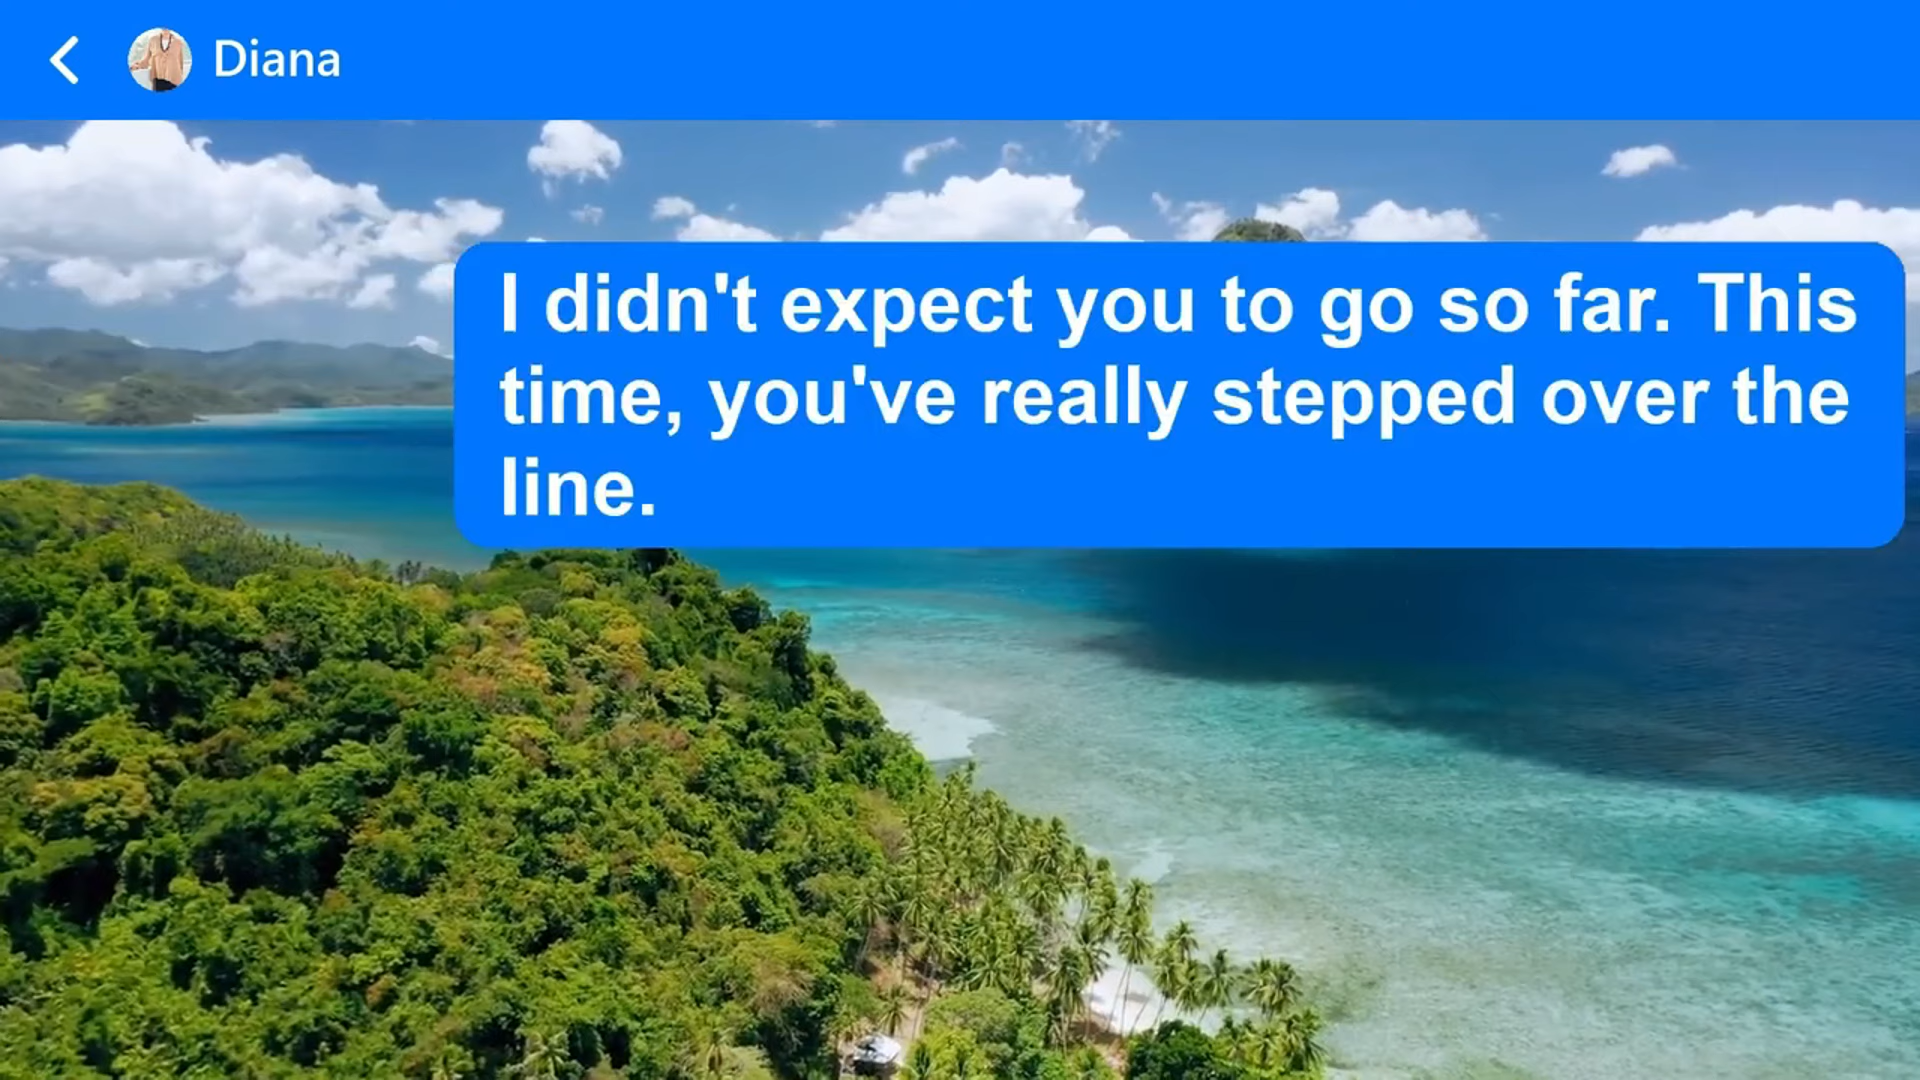 Diana
I didn't expect you to go so far. This
time, you've really stepped over the
line.